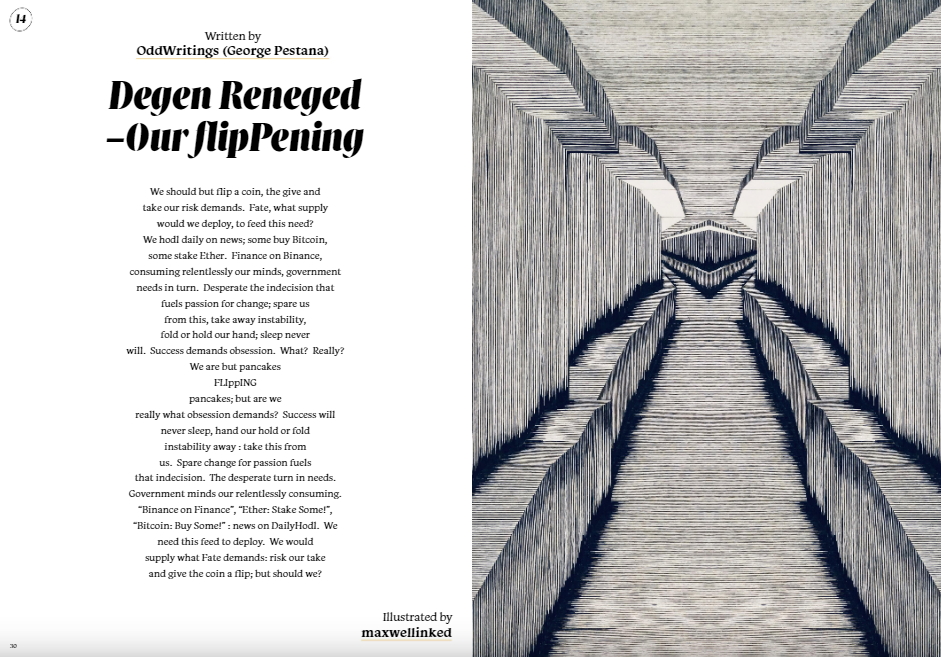 14
Written by
OddWritings (George Pestana)
Degen Reneged
–Our flipPening
We should but flip a coin, the give and
take our risk demands. Fate, what supply
would we deploy, to feed this need?
We hodl daily on news; some buy Bitcoin,
some stake Ether. Finance on Binance,
consuming relentlessly our minds, government
needs in turn. Desperate the indecision that
fuels passion for change; spare us
from this, take away instability,
fold or hold our hand; sleep never
will. Success demands obsession. What? Really?
We are but pancakes
FLIppING
pancakes; but are we
really what obsession demands? Success will
never sleep, hand our hold or fold
instability away : take this from
us. Spare change for passion fuels
that indecision. The desperate turn in needs.
Government minds our relentlessly consuming.
“Binance on Finance”, “Ether: Stake Some!”,
“Bitcoin: Buy Some!” : news on DailyHodl. We
need this feed to deploy. We would
supply what Fate demands: risk our take
and give the coin a flip; but should we?
Illustrated by
maxwellinked
30